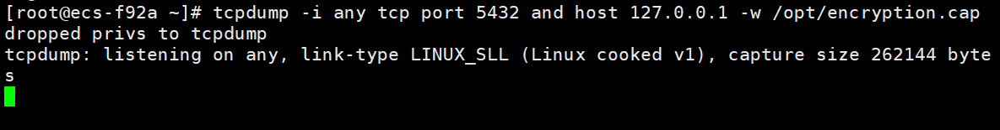 [root@ecs-f92a ~]# tcpdump -i any tcp port 5432 and host 127.0.0.1 -w /opt/encryption.cap
dropped privs to tcpdump
tcpdump: listening on any, link-type LINUX_SLL (Linux cooked v1), capture size 262144 byte
s